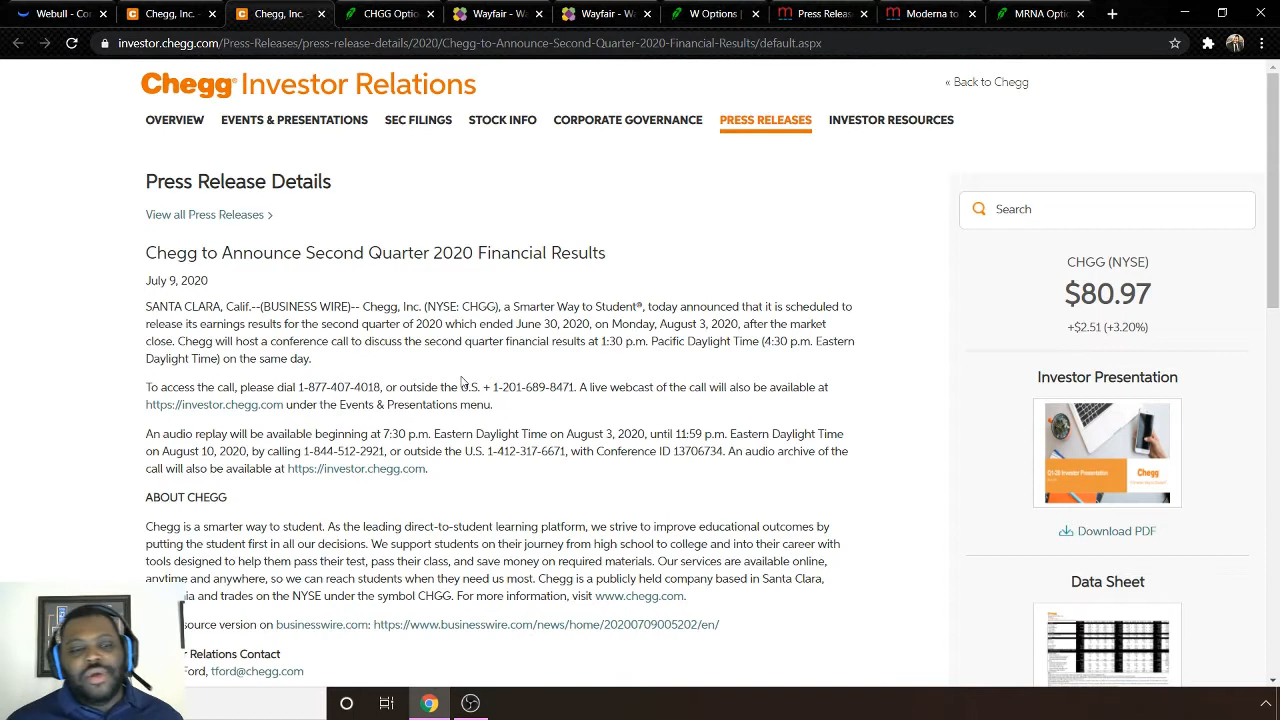 Webull - Co
Chegg, Inc.
Chegg, Inc.
CHGG Optio
Wayfair - W
Wayfair - W
W Options |
Press Releas
Moderna to
MRNA Optio
investor.chegg.com/Press-Releases/press-release-details/2020/Chegg-to-Announce-Second-Quarter-2020-Financial-Results/default.aspx
Chegg Investor Relations
« Back to Chegg
OVERVIEW EVENTS & PRESENTATIONS SEC FILINGS STOCK INFO CORPORATE GOVERNANCE PRESS RELEASES INVESTOR RESOURCES
Press Release Details
View all Press Releases >
Chegg to Announce Second Quarter 2020 Financial Results
July 9, 2020
SANTA CLARA, Calif.--(BUSINESS WIRE)-- Chegg, Inc. (NYSE: CHGG), a Smarter Way to Student®, today announced that it is scheduled to
release its earnings results for the second quarter of 2020 which ended June 30, 2020, on Monday, August 3, 2020, after the market
close. Chegg will host a conference call to discuss the second quarter financial results at 1:30 p.m. Pacific Daylight Time (4:30 p.m. Eastern
Daylight Time) on the same day.
To access the call, please dial 1-877-407-4018, or outside the U.S. + 1-201-689-8471. A live webcast of the call will also be available at
https://investor.chegg.com under the Events & Presentations menu.
An audio replay will be available beginning at 7:30 p.m. Eastern Daylight Time on August 3, 2020, until 11:59 p.m. Eastern Daylight Time
on August 10, 2020, by calling 1-844-512-2921, or outside the U.S. 1-412-317-6671, with Conference ID 13706734. An audio archive of the
call will also be available at https://investor.chegg.com.
ABOUT CHEGG
Chegg is a smarter way to student. As the leading direct-to-student learning platform, we strive to improve educational outcomes by
putting the student first in all our decisions. We support students on their journey from high school to college and into their career with
tools designed to help them pass their test, pass their class, and save money on required materials. Our services are available online,
anytime and anywhere, so we can reach students when they need us most. Chegg is a publicly held company based in Santa Clara,
ia and trades on the NYSE under the symbol CHGG. For more information, visit www.chegg.com.
source version on businesswire.com: https://www.businesswire.com/news/home/20200709005202/en/
r Relations Contact
ord, tford@chegg.com
Search
CHGG (NYSE)
$80.97
+$2.51 (+3.20%)
Investor Presentation
Q1-20 Investor Presentation
Chegg
Download PDF
Data Sheet